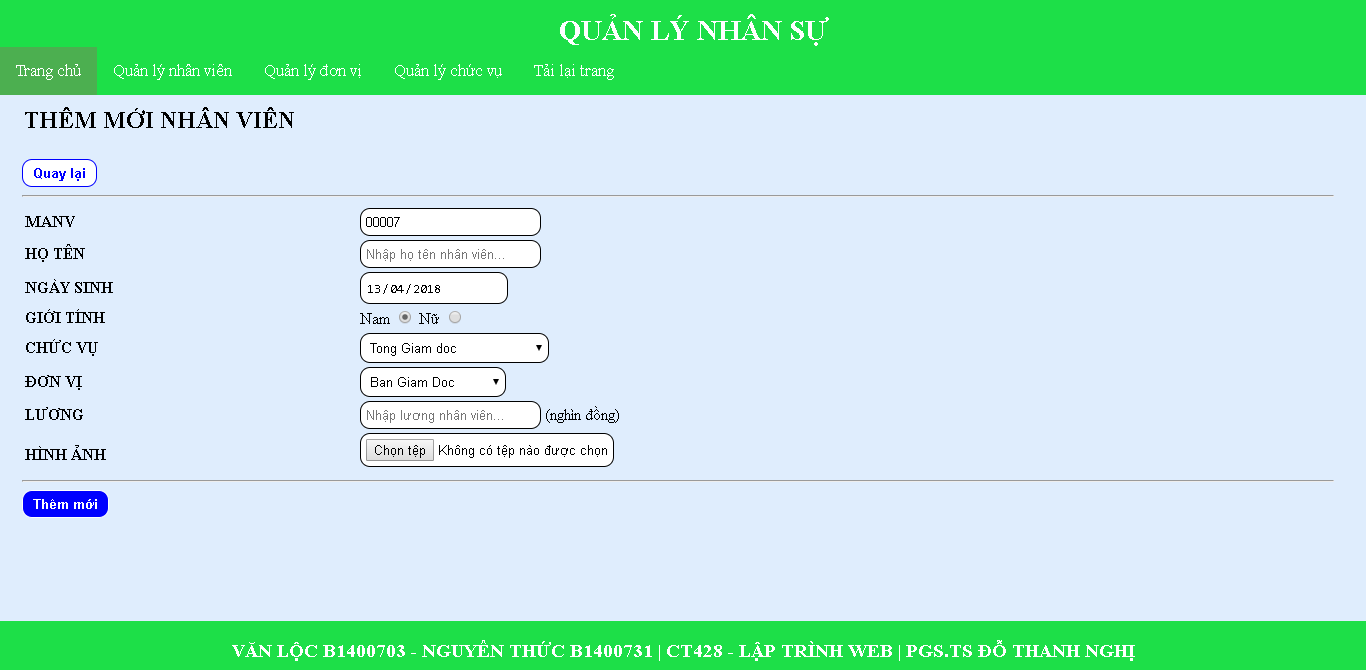 QUẢN LÝ NHÂN SỰ
Trang chủ Quản lý nhân viên Quản lý đơn vị Quản lý chức vụ Tải lại trang
THÊM MỚI NHÂN VIÊN
Quay lại
MANV 00007
HỌ TÊN Nhập họ tên nhân viên...
NGÀY SINH 13/04/2018
GIỚI TÍNH Nam Nữ
CHỨC VỤ Tong Giam doc
ĐƠN VỊ Ban Giam Doc
LƯƠNG Nhập lương nhân viên... (nghìn đồng)
HÌNH ẢNH Chọn tệp Không có tệp nào được chọn
Thêm mới
VĂN LỘC B1400703 - NGUYÊN THỨC B1400731 | CT428 - LẬP TRÌNH WEB | PGS.TS ĐỖ THANH NGHỊ